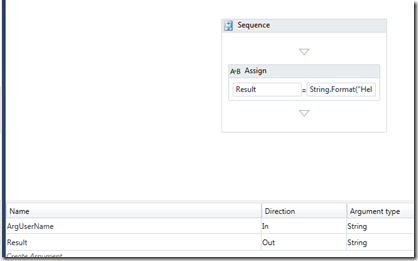 Sequence
A+B Assign
Result = String.Format("Hel
Name Direction Argument type
ArgUserName In String
Result Out String
Create Argument